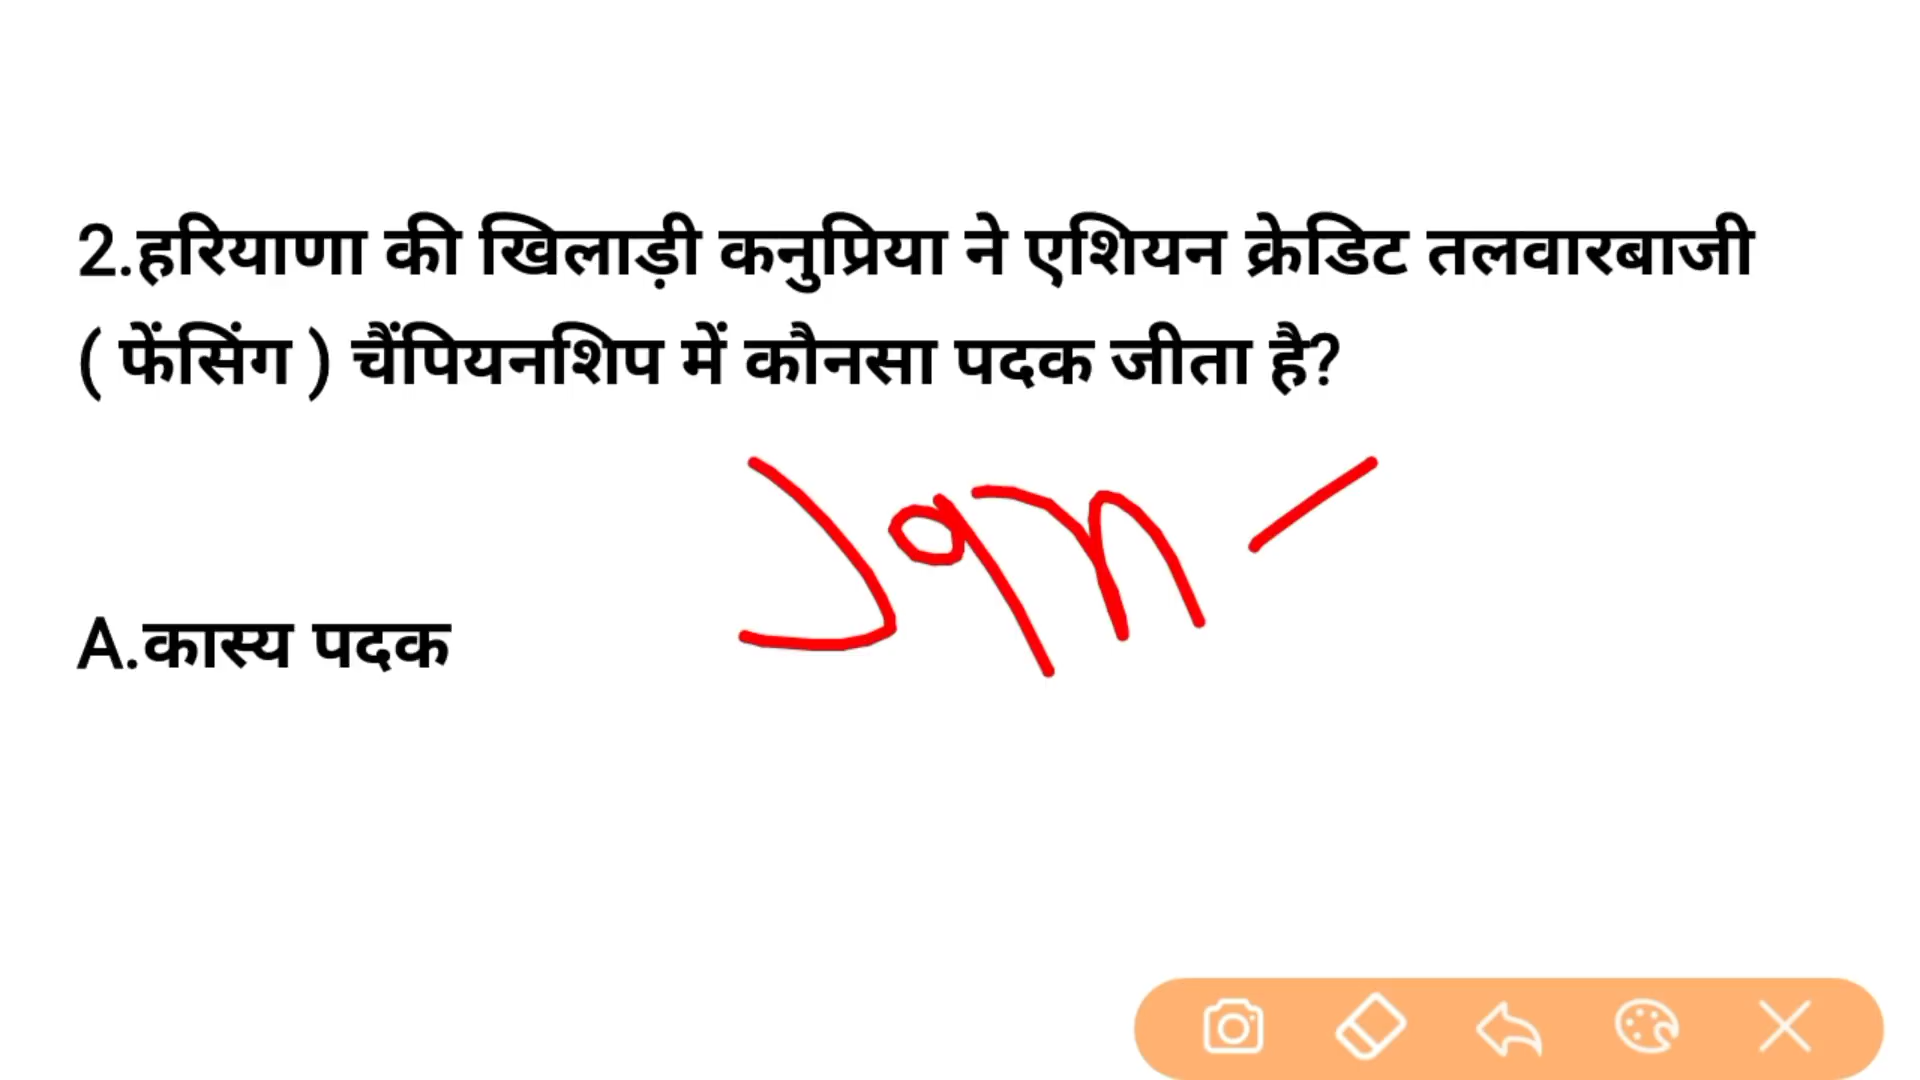 2.हरियाणा की खिलाड़ी कनुप्रिया ने एशियन क्रेडिट तलवारबाजी
( फेंसिंग ) चैंपियनशिप में कौनसा पदक जीता है?
A.कास्य पदक